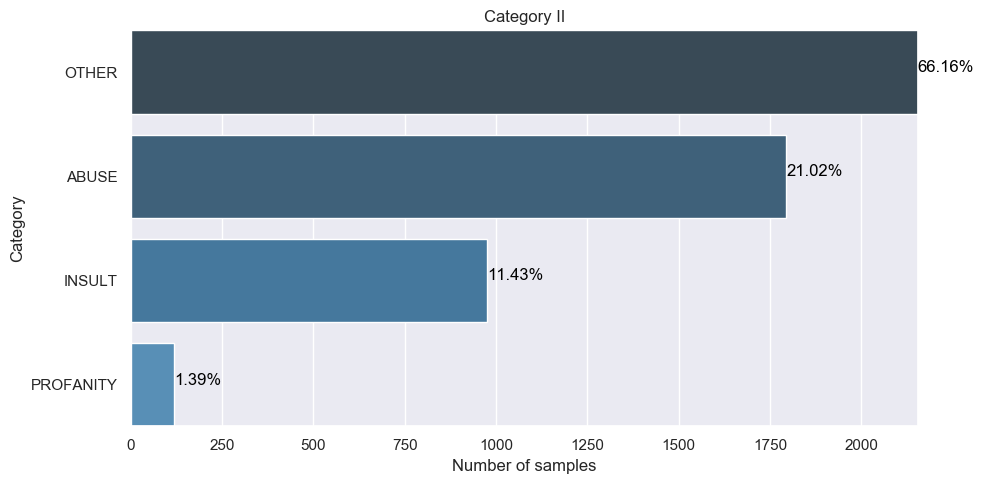 Category II
OTHER
66.16%
ABUSE
21.02%
INSULT
11.43%
PROFANITY
1.39%
Category
0 250 500 750 1000 1250 1500 1750 2000
Number of samples